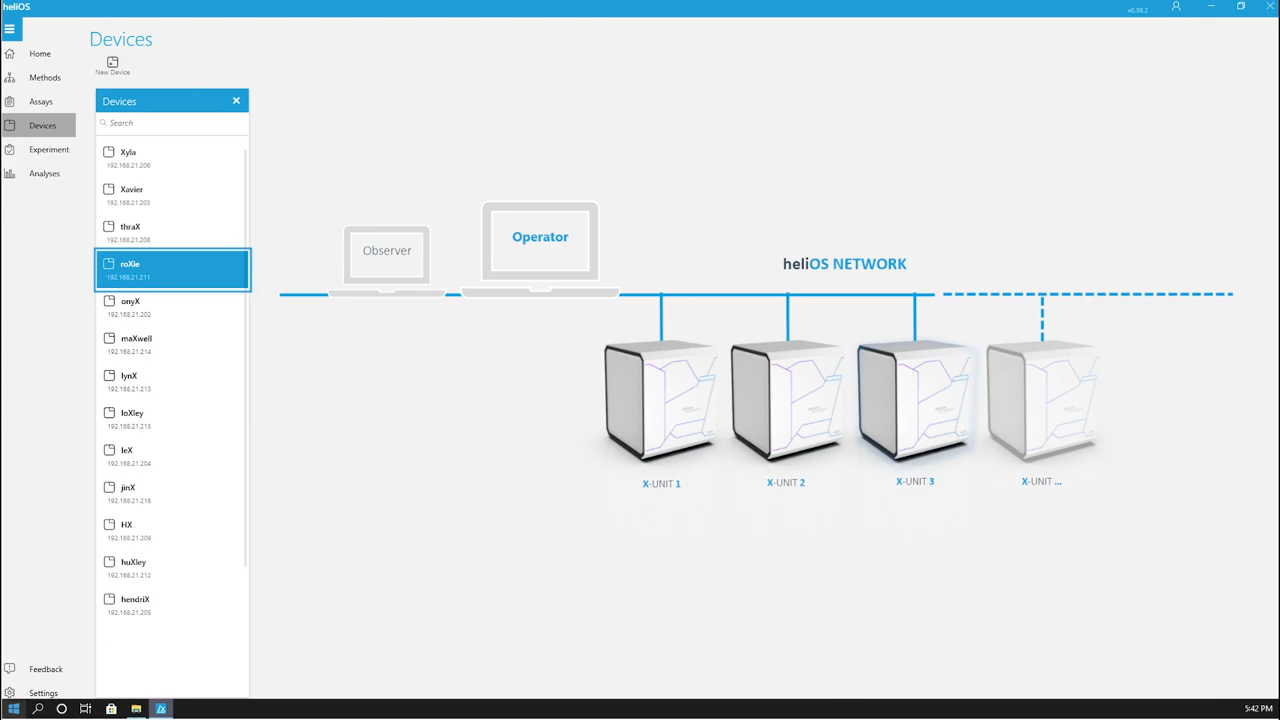 heliOS
v0.38.2
Devices
New Device
Home
Methods
Assays
Devices
Experiment
Analyses
Devices
Search
Xyla
192.168.21.206
Xavier
192.168.21.203
thraX
192.168.21.208
roXie
192.168.21.211
onyX
192.168.21.202
maXwell
192.168.21.214
lynX
192.168.21.213
loXley
192.168.21.215
leX
192.168.21.204
jinX
192.168.21.216
HX
192.168.21.209
huXley
192.168.21.212
hendriX
192.168.21.205
Observer
Operator
heliOS NETWORK
X-UNIT 1
X-UNIT 2
X-UNIT 3
X-UNIT ...
Feedback
Settings
5:42 PM